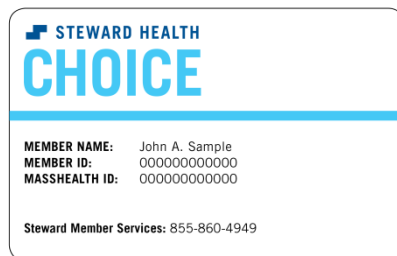 STEWARD HEALTH
CHOICE
MEMBER NAME: John A. Sample
MEMBER ID: 000000000000
MASSHEALTH ID: 000000000000
Steward Member Services: 855-860-4949